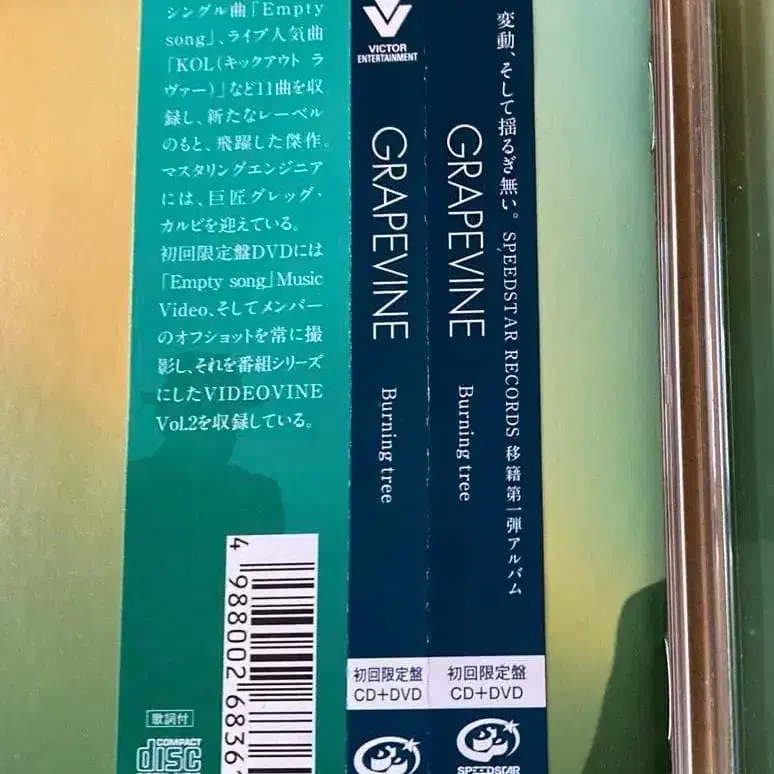 シングル曲「Empty
song」、ライブ人気曲
「KOL(キックアウト ラ
ヴァー)」など11曲を収
録し、新たなレーベル
のもと、飛躍した傑作。
マスタリングエンジニア
には、巨匠グレッグ・
カルビを迎えている。
初回限定盤DVDには
「Empty song」Music
Video、そしてメンバー
のオフショットを常に撮
影し、それを番組シリーズ
にしたVIDEOVINE
Vol.2を収録している。
4 988002 6836
歌詞付
COMPACT
disc
VICTOR
ENTERTAINMENT
GRAPEVINE
Burning tree
初回限定盤
CD+DVD
GRAPEVINE
Burning tree
初回限定盤
CD+DVD
SPEEDSTAR
変動、そして揺るぎ無い。 SPEEDSTAR RECORDS 移籍第一弾アルバム